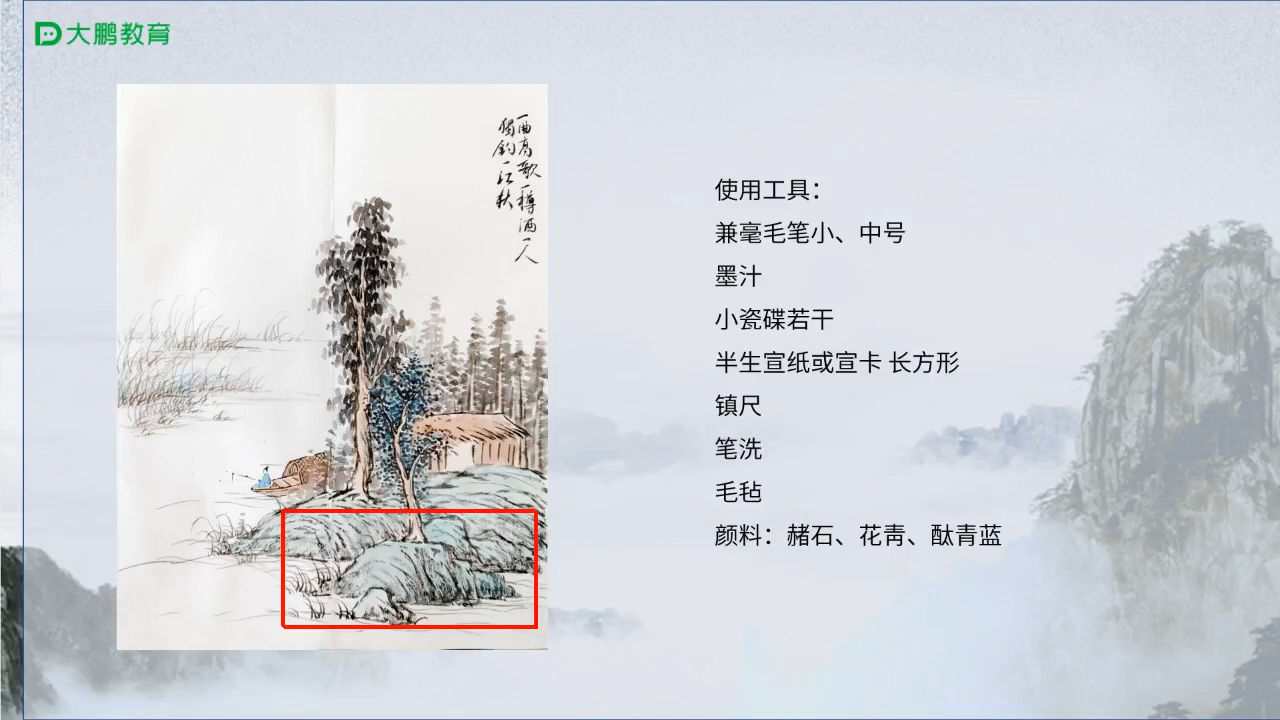 大鹏教育
一曲高歌一樽酒一人
独钓一江秋
使用工具：
兼毫毛笔小、中号
墨汁
小瓷碟若干
半生宣纸或宣卡 长方形
镇尺
笔洗
毛毡
颜料：赭石、花青、酞青蓝